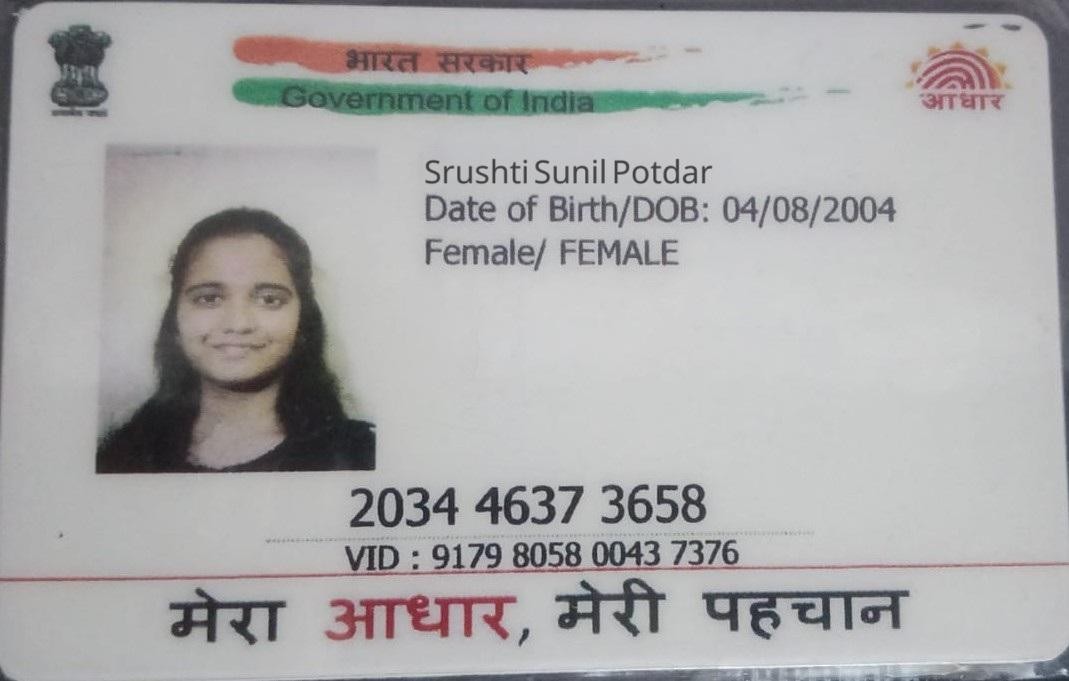 भारत सरकार
Government of India
आधार
Srushti Sunil Potdar
Date of Birth/DOB: 04/08/2004
Female/ FEMALE
2034 4637 3658
VID : 9179 8058 0043 7376
मेरा आधार, मेरी पहचान